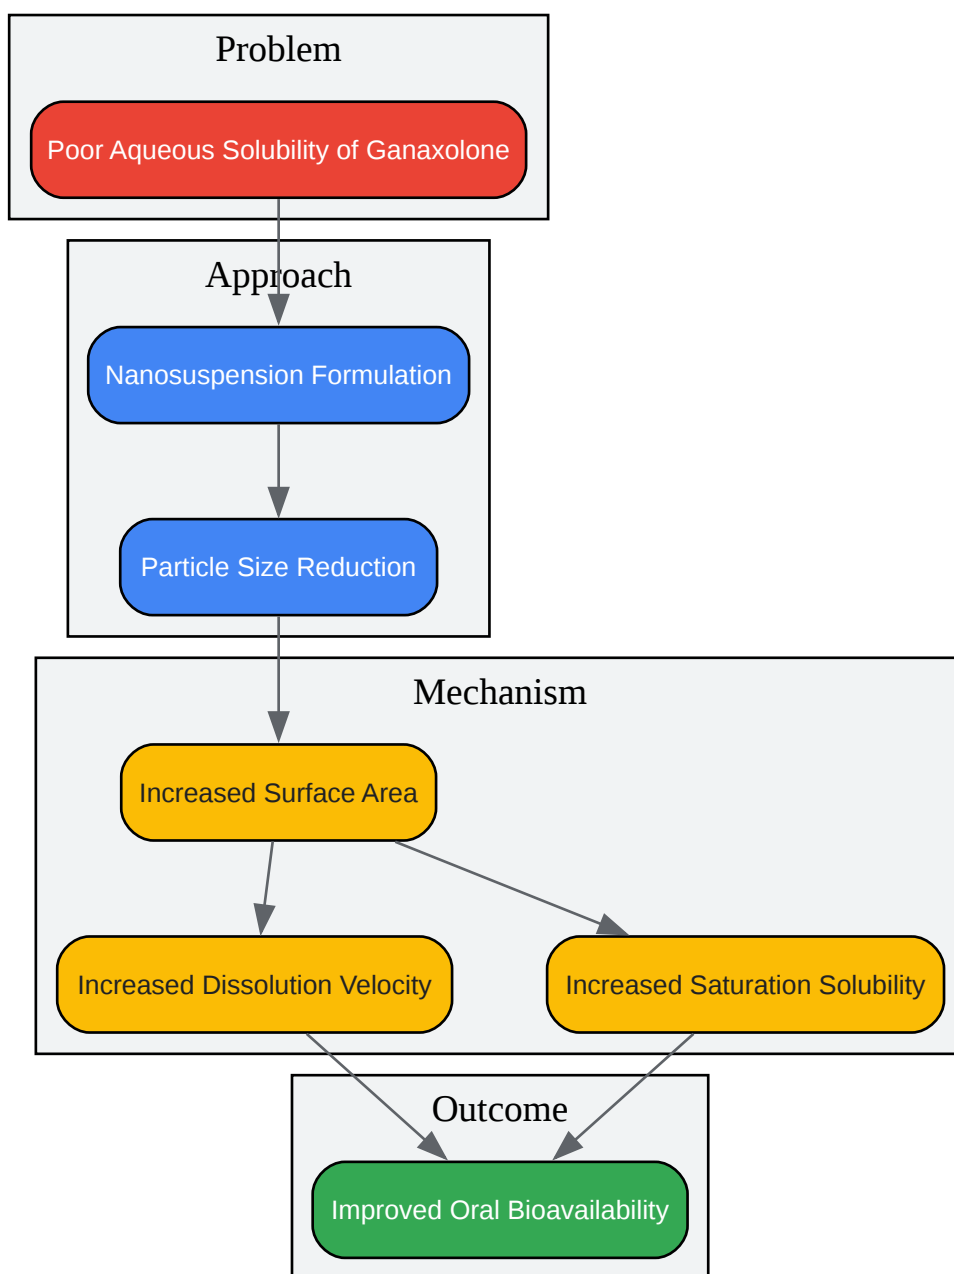 Problem
Poor Aqueous Solubility of Ganaxolone
Approach
Nanosuspension Formulation
Particle Size Reduction
Mechanism
Increased Surface Area
Increased Dissolution Velocity
Increased Saturation Solubility
Outcome
Improved Oral Bioavailability